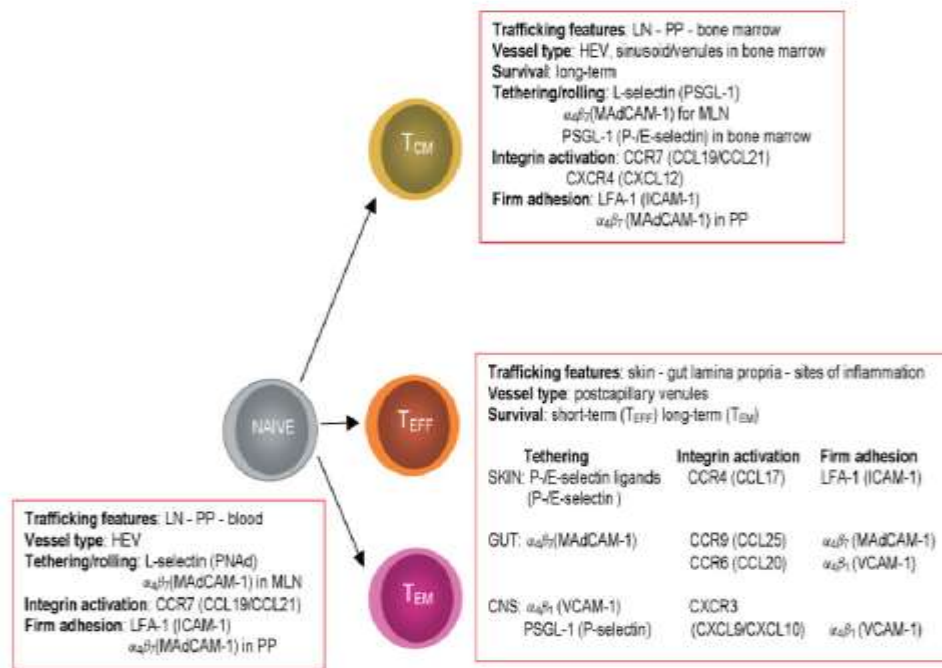 Trafficking features: LN - PP - bone marrow
Vessel type: HEV, sinusoid/venules in bone marrow
Survival: long-term
Tethering/rolling: L-selectin (PSGL-1)
α₄β₇(MAdCAM-1) for MLN
PSGL-1 (P-/E-selectin) in bone marrow
Integrin activation: CCR7 (CCL19/CCL21)
CXCR4 (CXCL12)
Firm adhesion: LFA-1 (ICAM-1)
α₄β₇(MAdCAM-1) in PP
T_CM
NAIVE
T_EFF
T_EM
Trafficking features: skin - gut lamina propria - sites of inflammation
Vessel type: postcapillary venules
Survival: short-term (T_EFF) long-term (T_EM)
Tethering Integrin activation Firm adhesion
SKIN: P-/E-selectin ligands CCR4 (CCL17) LFA-1 (ICAM-1)
(P-/E-selectin )
GUT: α₄β₇(MAdCAM-1) CCR9 (CCL25) α₄β₇(MAdCAM-1)
CCR6 (CCL20) α₄β₁(VCAM-1)
CNS: α₄β₁(VCAM-1) CXCR3
PSGL-1 (P-selectin) (CXCL9/CXCL10) α₄β₁(VCAM-1)
Trafficking features: LN - PP - blood
Vessel type: HEV
Tethering/rolling: L-selectin (PNAd)
α₄β₇(MAdCAM-1) in MLN
Integrin activation: CCR7 (CCL19/CCL21)
Firm adhesion: LFA-1 (ICAM-1)
α₄β₇(MAdCAM-1) in PP